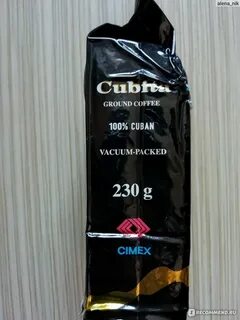 alena_nik
Cubita
GROUND COFFEE
100% CUBAN
VACUUM-PACKED
230 g
CIMEX
IRECOMMEND.RU